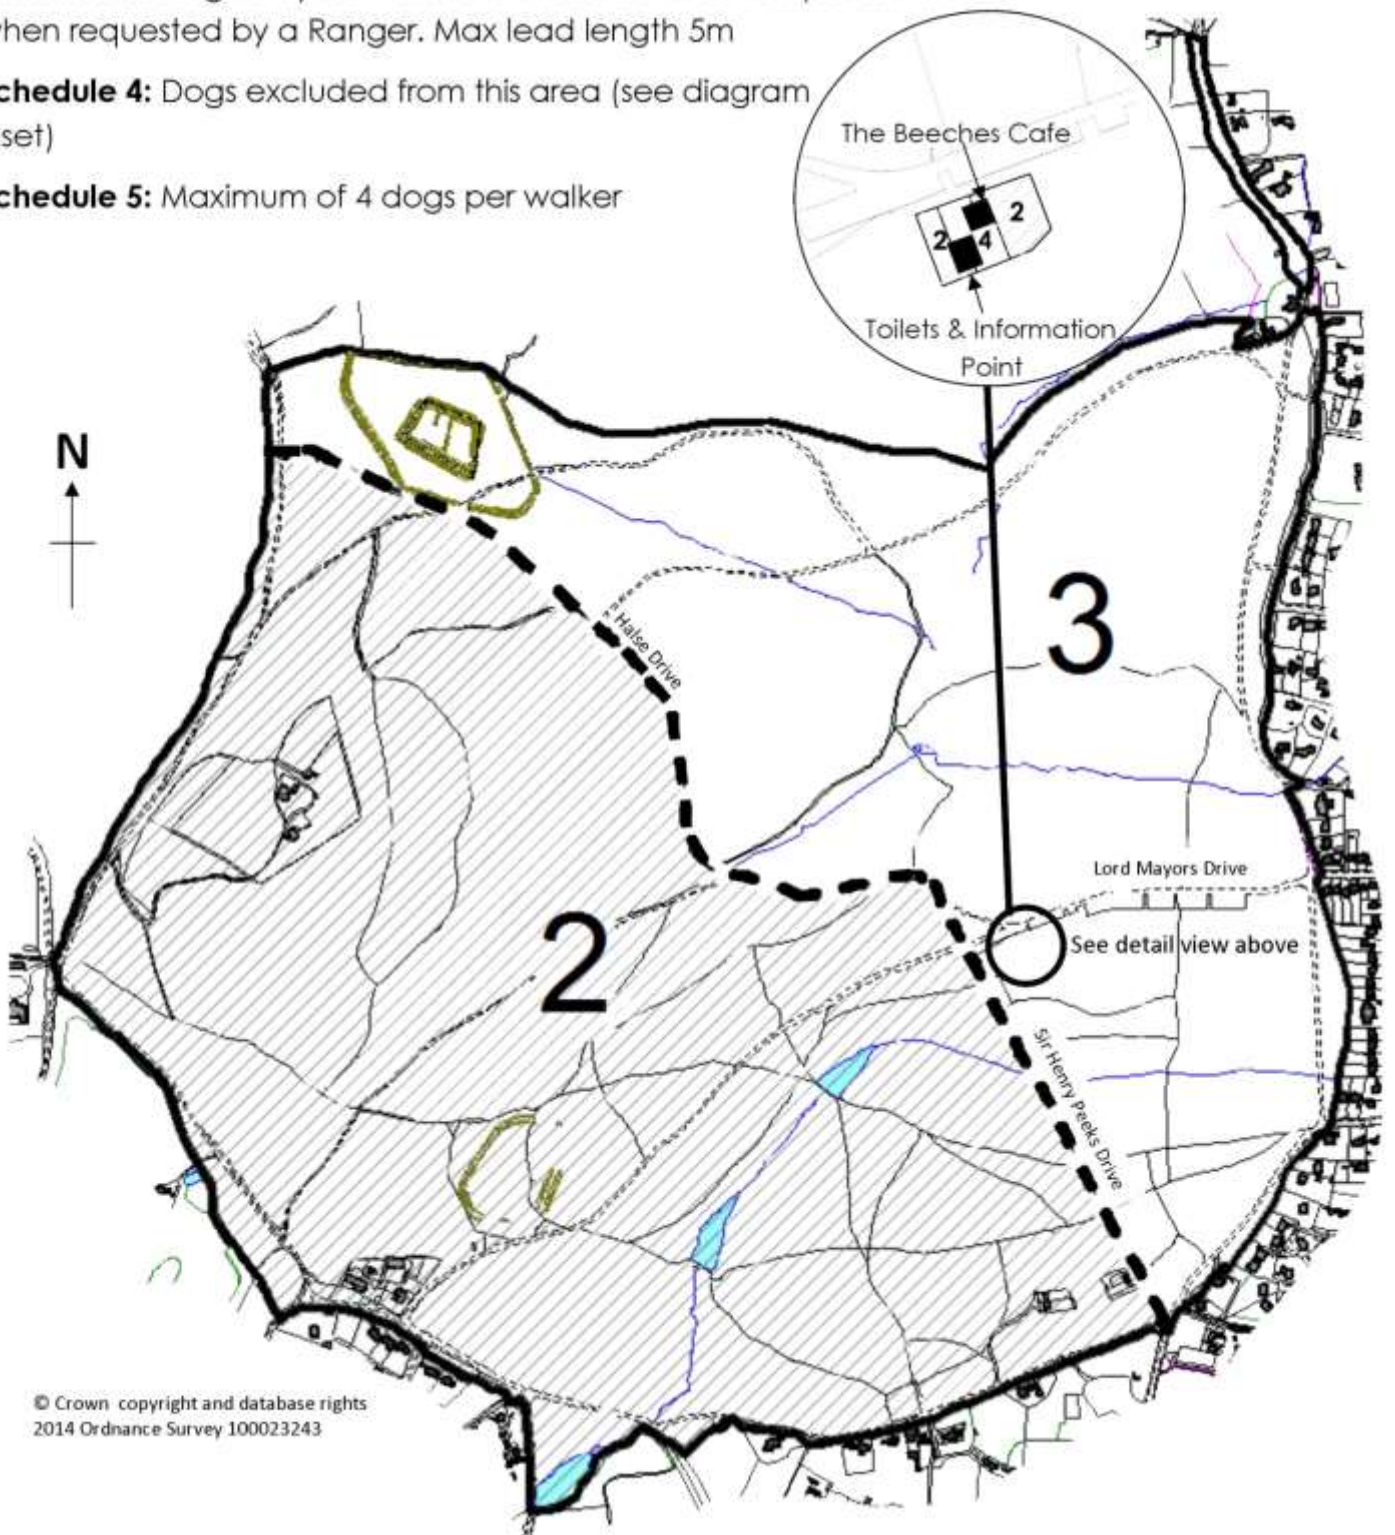 when requested by a Ranger. Max lead length 5m
chedule 4: Dogs excluded from this area (see diagram
set)
chedule 5: Maximum of 4 dogs per walker
The Beeches Cafe
2
2
4
Toilets & Information
Point
N
3
Halse Drive
Lord Mayors Drive
2
See detail view above
Sir Henry Peeks Drive
© Crown copyright and database rights
2014 Ordnance Survey 100023243